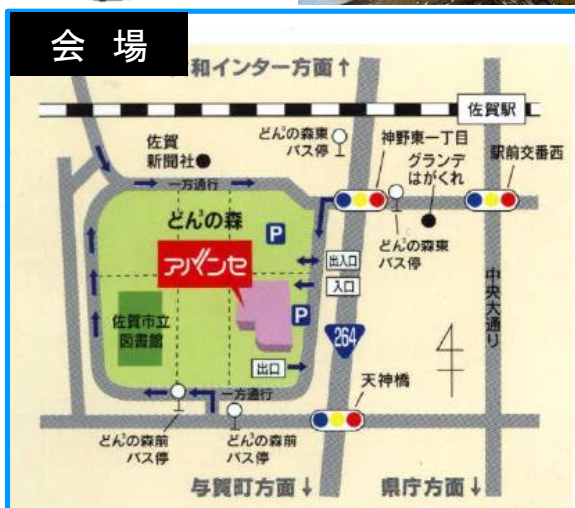 会場
和インター方面↑
佐賀駅
佐賀
新聞社
どん3の森東
バス停
神野東一丁目
グランデ
はがくれ
駅前交番西
一方通行
どん3の森
P
どん3の森東
バス停
アバンセ
出入口
入口
中央大通り
佐賀市立
図書館
P
264
出口
天神橋
一方通行
どん3の森前
バス停
どん3の森前
バス停
与賀町方面↓
県庁方面↓